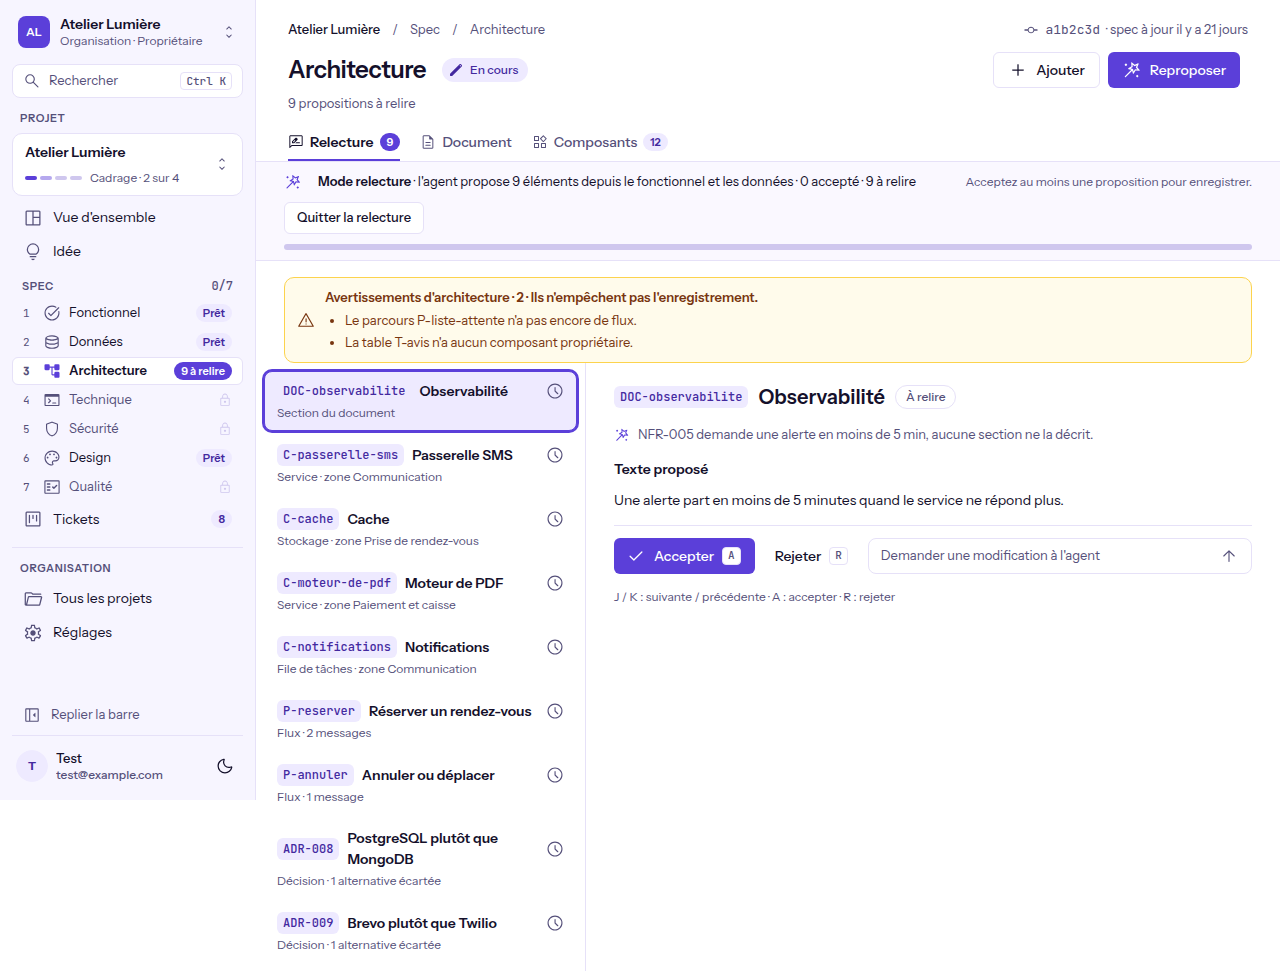 AL
Atelier Lumière
Organisation · Propriétaire
Rechercher
Ctrl K
PROJET
Atelier Lumière
Cadrage · 2 sur 4
Vue d'ensemble
Idée
SPEC 0/7
1 Fonctionnel Prêt
2 Données Prêt
3 Architecture 9 à relire
4 Technique
5 Sécurité
6 Design Prêt
7 Qualité
Tickets 8
ORGANISATION
Tous les projets
Réglages
Replier la barre
T
Test
test@example.com
Atelier Lumière / Spec / Architecture
a1b2c3d · spec à jour il y a 21 jours
Architecture
En cours
Ajouter
Reproposer
9 propositions à relire
Relecture 9
Document
Composants 12
Mode relecture · l'agent propose 9 éléments depuis le fonctionnel et les données · 0 accepté · 9 à relire
Acceptez au moins une proposition pour enregistrer.
Quitter la relecture
Avertissements d'architecture · 2 · Ils n'empêchent pas l'enregistrement.
• Le parcours P-liste-attente n'a pas encore de flux.
• La table T-avis n'a aucun composant propriétaire.
DOC-observabilite Observabilité
Section du document
C-passerelle-sms Passerelle SMS
Service · zone Communication
C-cache Cache
Stockage · zone Prise de rendez-vous
C-moteur-de-pdf Moteur de PDF
Service · zone Paiement et caisse
C-notifications Notifications
File de tâches · zone Communication
P-reserver Réserver un rendez-vous
Flux · 2 messages
P-annuler Annuler ou déplacer
Flux · 1 message
ADR-008 PostgreSQL plutôt que
MongoDB
Décision · 1 alternative écartée
ADR-009 Brevo plutôt que Twilio
Décision · 1 alternative écartée
DOC-observabilite Observabilité À relire
NFR-005 demande une alerte en moins de 5 min, aucune section ne la décrit.
Texte proposé
Une alerte part en moins de 5 minutes quand le service ne répond plus.
Accepter A
Rejeter R
Demander une modification à l'agent
J / K : suivante / précédente · A : accepter · R : rejeter